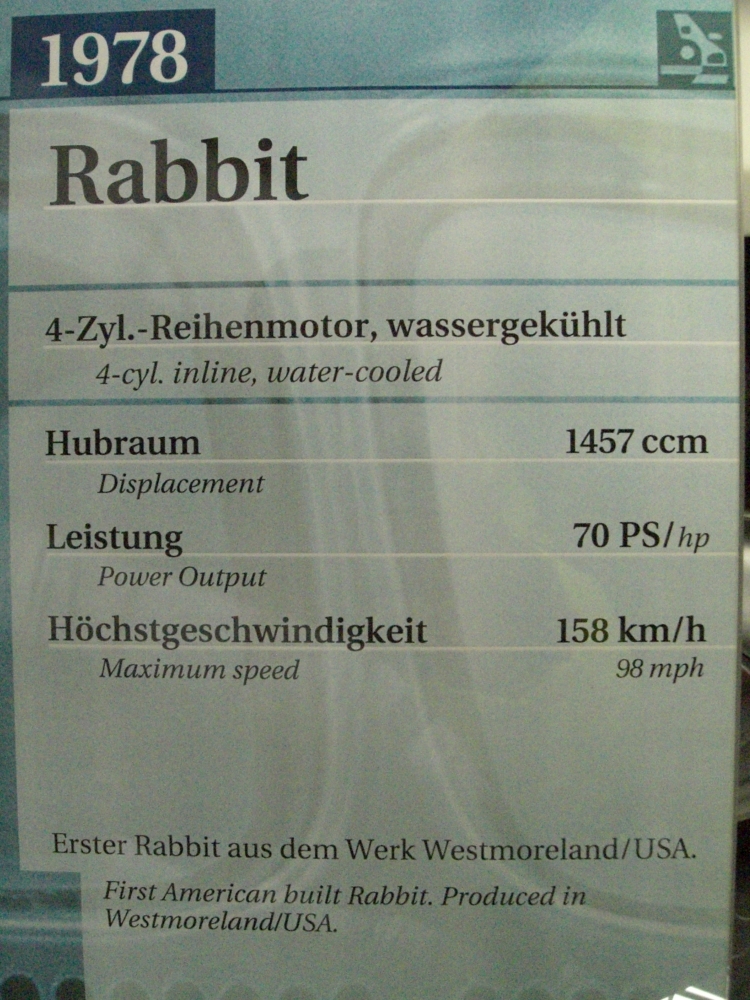 1978
Rabbit
4-Zyl.-Reihenmotor, wassergekühlt
4-cyl. inline, water-cooled
Hubraum 1457 ccm
Displacement
Leistung 70 PS/hp
Power Output
Höchstgeschwindigkeit 158 km/h
Maximum speed 98 mph
Erster Rabbit aus dem Werk Westmoreland/USA.
First American built Rabbit. Produced in
Westmoreland/USA.